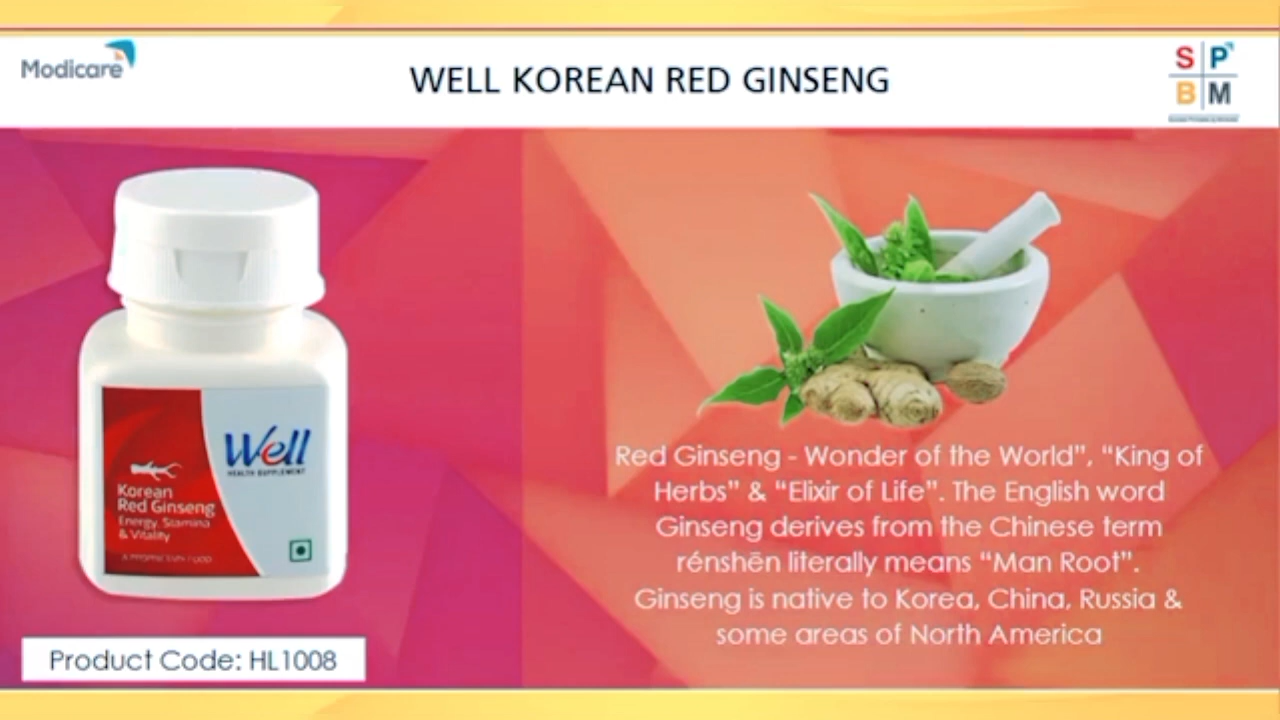 Modicare
WELL KOREAN RED GINSENG
S P
B M
Well
HEALTH SUPPLEMENT
Korean
Red Ginseng
Energy, Stamina
& Vitality
Red Ginseng - Wonder of the World”, “King of
Herbs” & “Elixir of Life”. The English word
Ginseng derives from the Chinese term
rénshēn literally means “Man Root”.
Ginseng is native to Korea, China, Russia &
some areas of North America
Product Code: HL1008